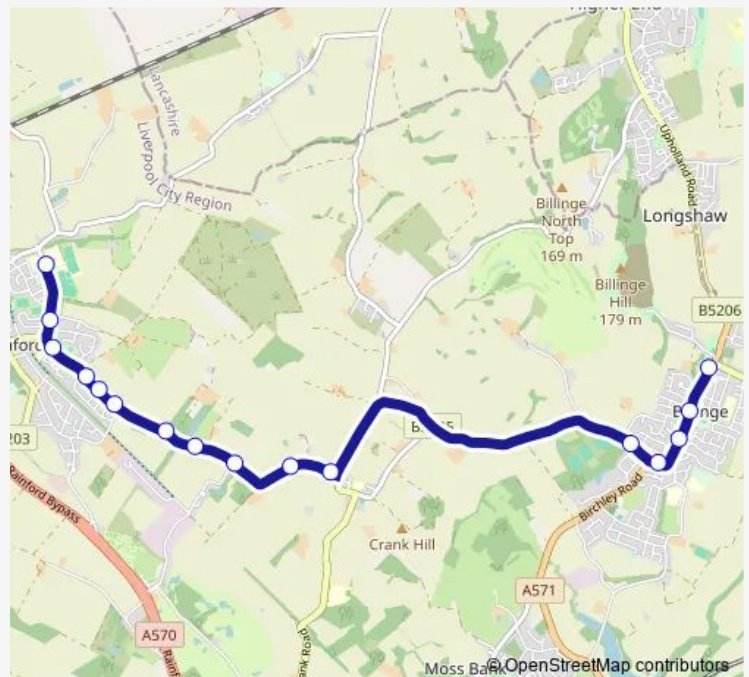 Lancashire
Liverpool City Region
Billinge
North
Top
169 m
Upholland Road
Longshaw
Billinge
Hill
179 m
B5206
Birchley Road
Rainford Bypass
Crank Hill
A571
A570
Moss Bank
© OpenStreetMap contributors